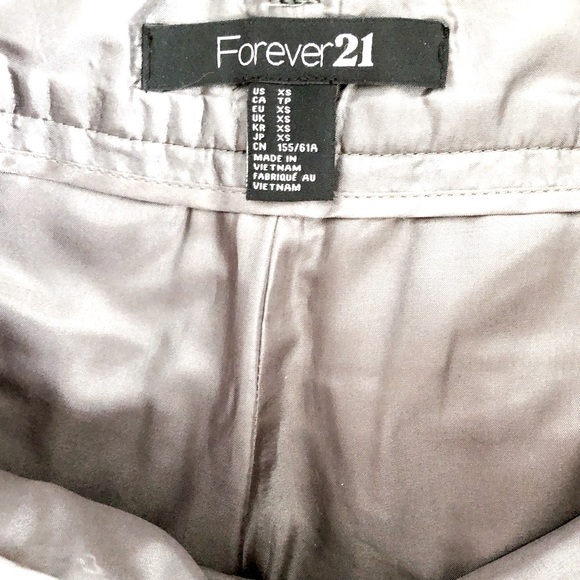 Forever21
US XS
CA TP
EU XS
UK XS
KR XS
JP XS
CN 155/61A
MADE IN
VIETNAM
FABRIQUÉ AU
VIETNAM